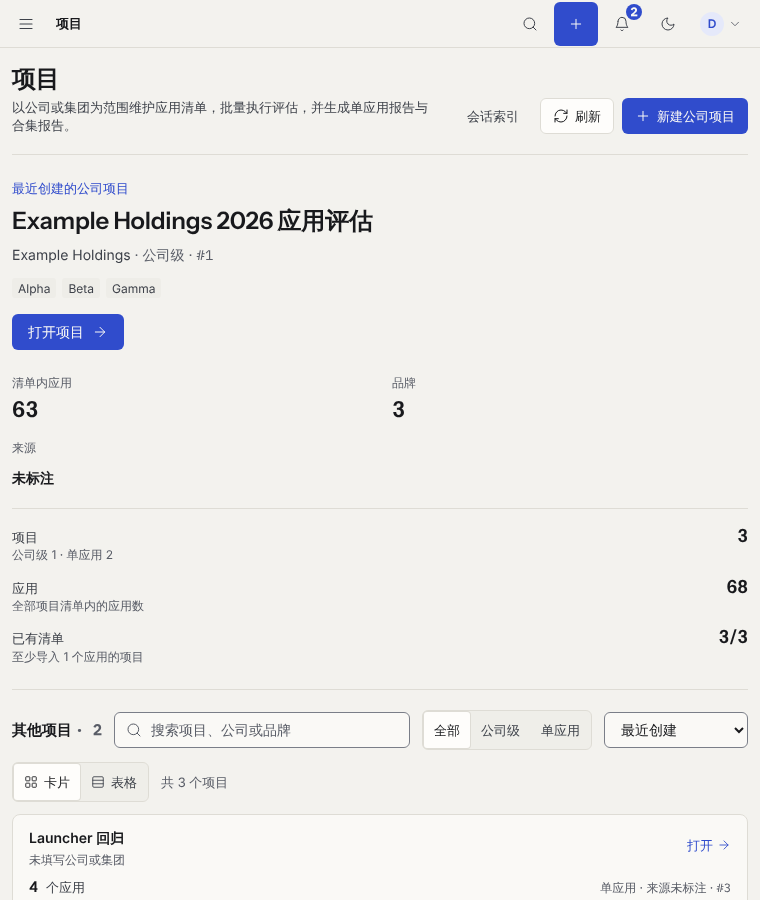 项目
2
D
项目
以公司或集团为范围维护应用清单，批量执行评估，并生成单应用报告与
合集报告。
会话索引
刷新
新建公司项目
最近创建的公司项目
Example Holdings 2026 应用评估
Example Holdings · 公司级 · #1
Alpha Beta Gamma
打开项目
清单内应用
63
品牌
3
来源
未标注
项目
公司级 1 · 单应用 2
3
应用
全部项目清单内的应用数
68
已有清单
至少导入 1 个应用的项目
3/3
其他项目 · 2
搜索项目、公司或品牌
全部 公司级 单应用
最近创建
卡片 表格
共 3 个项目
Launcher 回归
未填写公司或集团
打开
4 个应用
单应用 · 来源未标注 · #3